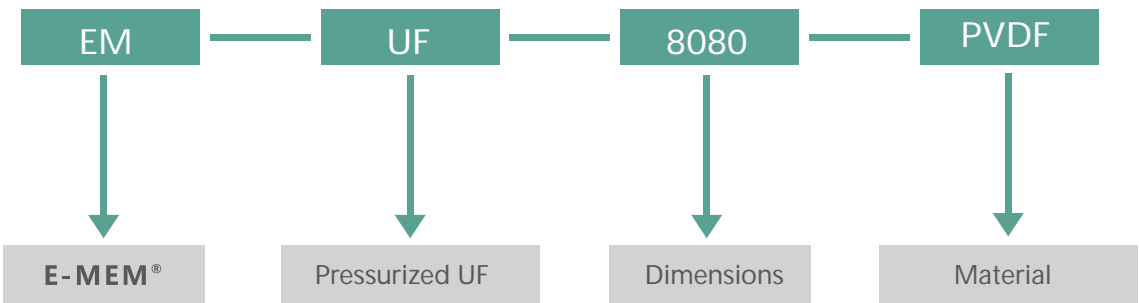 EM UF 8080 PVDF
E-MEM® Pressurized UF Dimensions Material